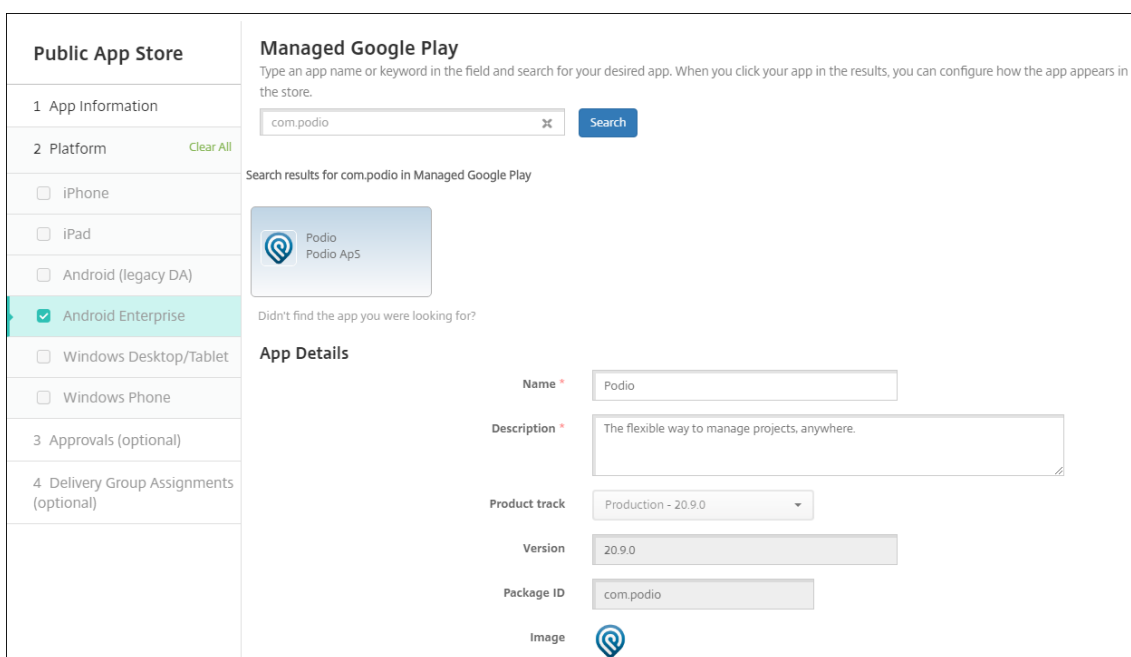 Public App Store
1 App Information
2 Platform
Clear All
iPhone
iPad
Android (legacy DA)
Android Enterprise
Windows Desktop/Tablet
Windows Phone
3 Approvals (optional)
4 Delivery Group Assignments
(optional)
Managed Google Play
Type an app name or keyword in the field and search for your desired app. When you click your app in the results, you can configure how the app appears in
the store.
com.podio
Search
Search results for com.podio in Managed Google Play
Podio
Podio ApS
Didn't find the app you were looking for?
App Details
Name *
Podio
Description *
The flexible way to manage projects, anywhere.
Product track
Production - 20.9.0
Version
20.9.0
Package ID
com.podio
Image